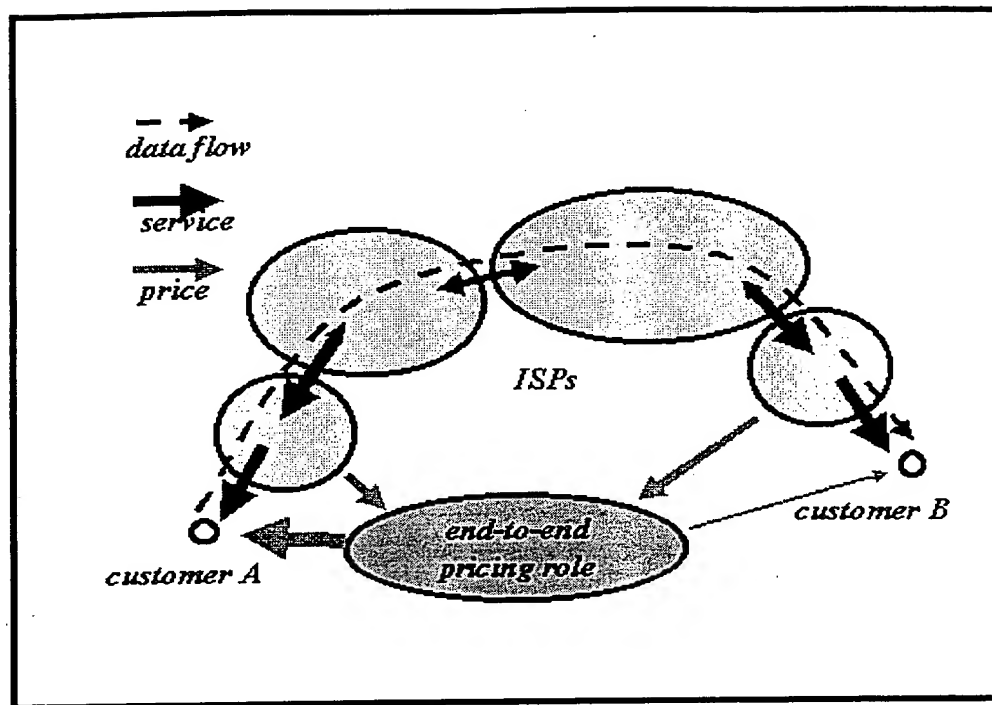 data flow
service
price
ISPs
customer B
end-to-end
pricing role
customer A